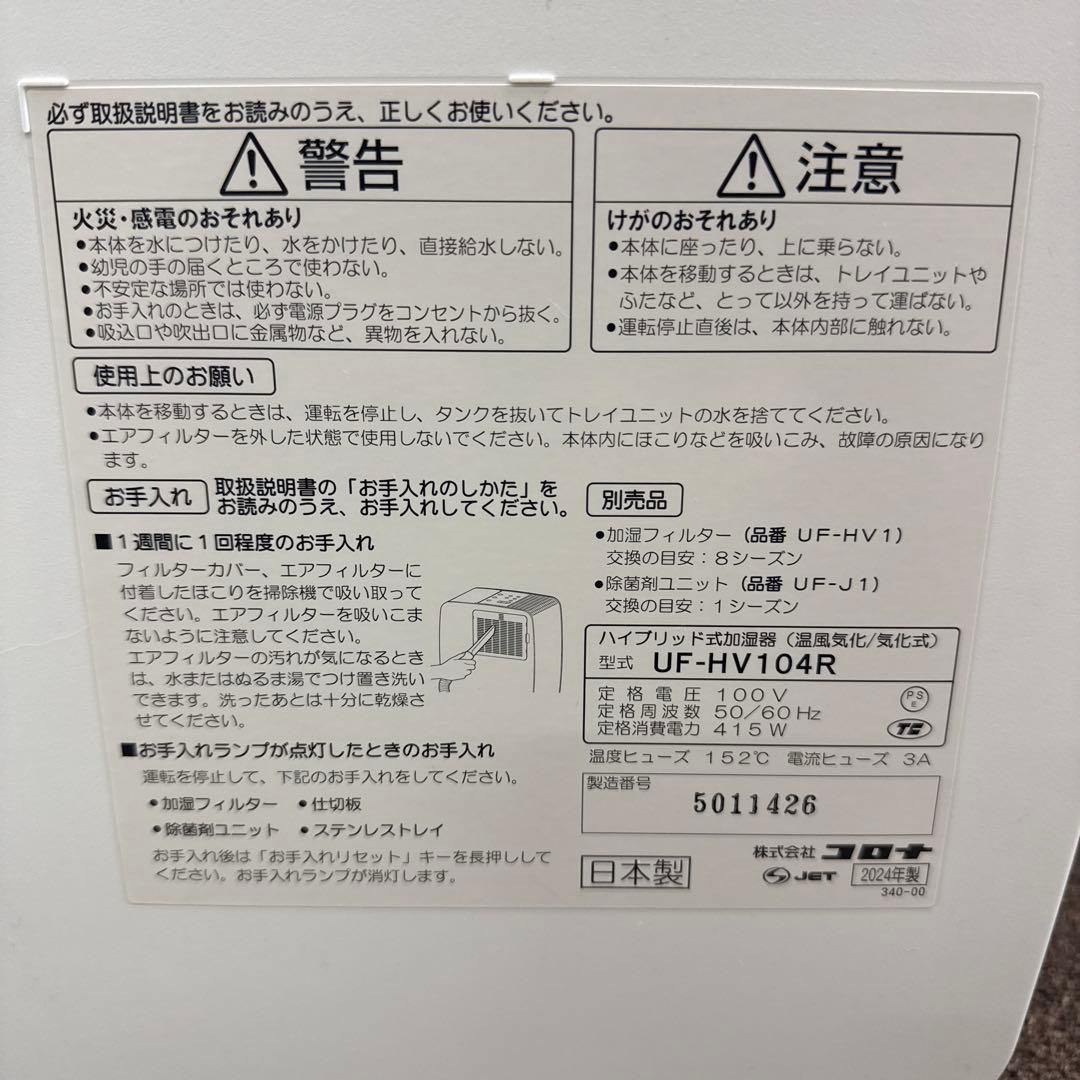 必ず取扱説明書をお読みのうえ、正しくお使いください。
警告
火災・感電のおそれあり
●本体を水につけたり、水をかけたり、直接給水しない。
●幼児の手の届くところで使わない。
●不安定な場所では使わない。
●お手入れのときは、必ず電源プラグをコンセントから抜く。
●吸込口や吹出口に金属物など、異物を入れない。
注意
けがのおそれあり
●本体に座ったり、上に乗らない。
●本体を移動するときは、トレイユニットや
ふたなど、とって以外を持って運ばない。
●運転停止直後は、本体内部に触れない。
使用上のお願い
●本体を移動するときは、運転を停止し、タンクを抜いてトレイユニットの水を捨ててください。
●エアフィルターを外した状態で使用しないでください。本体内にほこりなどを吸いこみ、故障の原因になり
ます。
お手入れ
取扱説明書の「お手入れのしかた」を
お読みのうえ、お手入れしてください。
■1週間に1回程度のお手入れ
フィルターカバー、エアフィルターに
付着したほこりを掃除機で吸い取って
ください。エアフィルターを吸いこま
ないように注意してください。
エアフィルターの汚れが気になるとき
は、水またはぬるま湯でつけ置き洗い
できます。洗ったあとは十分に乾燥さ
せてください。
■お手入れランプが点灯したときのお手入れ
運転を停止して、下記のお手入れをしてください。
●加湿フィルター ●仕切板
●除菌剤ユニット ●ステンレストレイ
お手入れ後は「お手入れリセット」キーを長押しして
ください。お手入れランプが消灯します。
別売品
●加湿フィルター（品番 UF-HV1）
交換の目安：8シーズン
●除菌剤ユニット（品番 UF-J1）
交換の目安：1シーズン
ハイブリッド式加湿器（温風気化/気化式）
型式 UF-HV104R
定格電圧 100V
定格周波数 50/60Hz
定格消費電力 415W
PS
E
温度ヒューズ 152℃ 電流ヒューズ 3A
製造番号
5011426
日本製
株式会社 コロナ
JET 2024年製
340-00